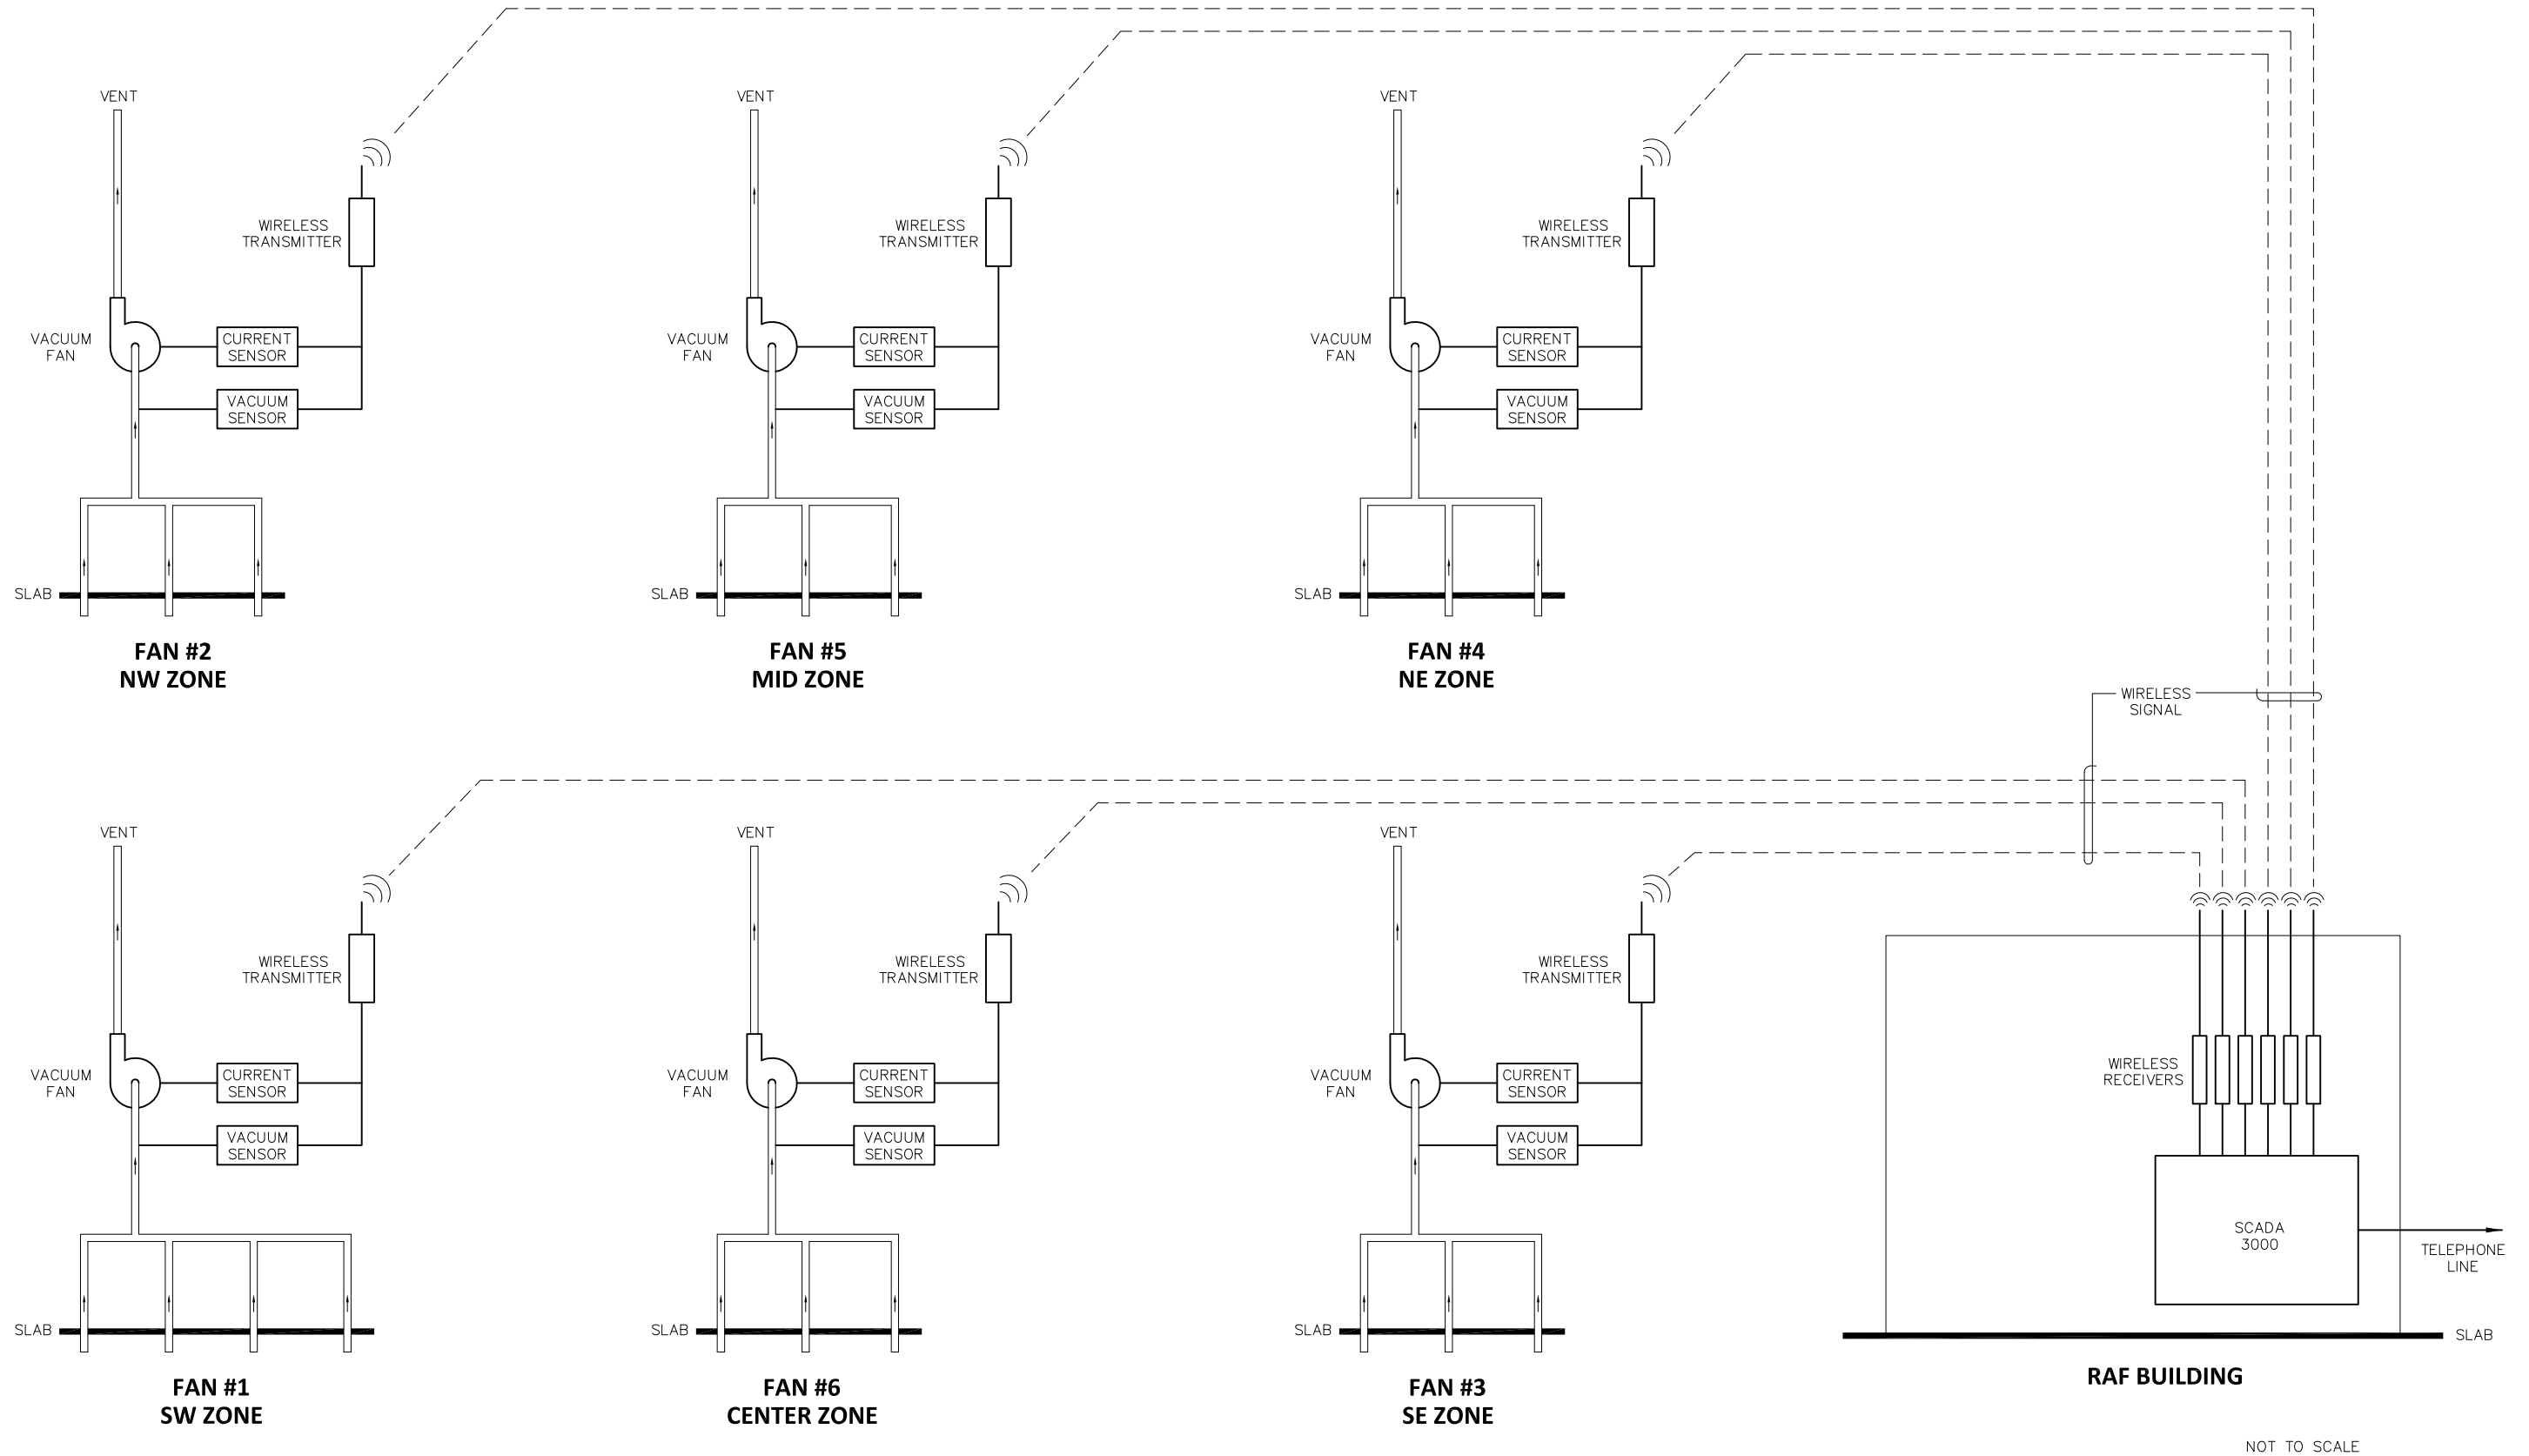 VENT
WIRELESS
TRANSMITTER
VACUUM
FAN
CURRENT
SENSOR
VACUUM
SENSOR
SLAB
FAN #2
NW ZONE
VENT
WIRELESS
TRANSMITTER
VACUUM
FAN
CURRENT
SENSOR
VACUUM
SENSOR
SLAB
FAN #5
MID ZONE
VENT
WIRELESS
TRANSMITTER
VACUUM
FAN
CURRENT
SENSOR
VACUUM
SENSOR
SLAB
FAN #4
NE ZONE
WIRELESS
SIGNAL
VENT
WIRELESS
TRANSMITTER
VACUUM
FAN
CURRENT
SENSOR
VACUUM
SENSOR
SLAB
FAN #1
SW ZONE
VENT
WIRELESS
TRANSMITTER
VACUUM
FAN
CURRENT
SENSOR
VACUUM
SENSOR
SLAB
FAN #6
CENTER ZONE
VENT
WIRELESS
TRANSMITTER
VACUUM
FAN
CURRENT
SENSOR
VACUUM
SENSOR
SLAB
FAN #3
SE ZONE
WIRELESS
RECEIVERS
SCADA
3000
TELEPHONE
LINE
SLAB
RAF BUILDING
NOT TO SCALE